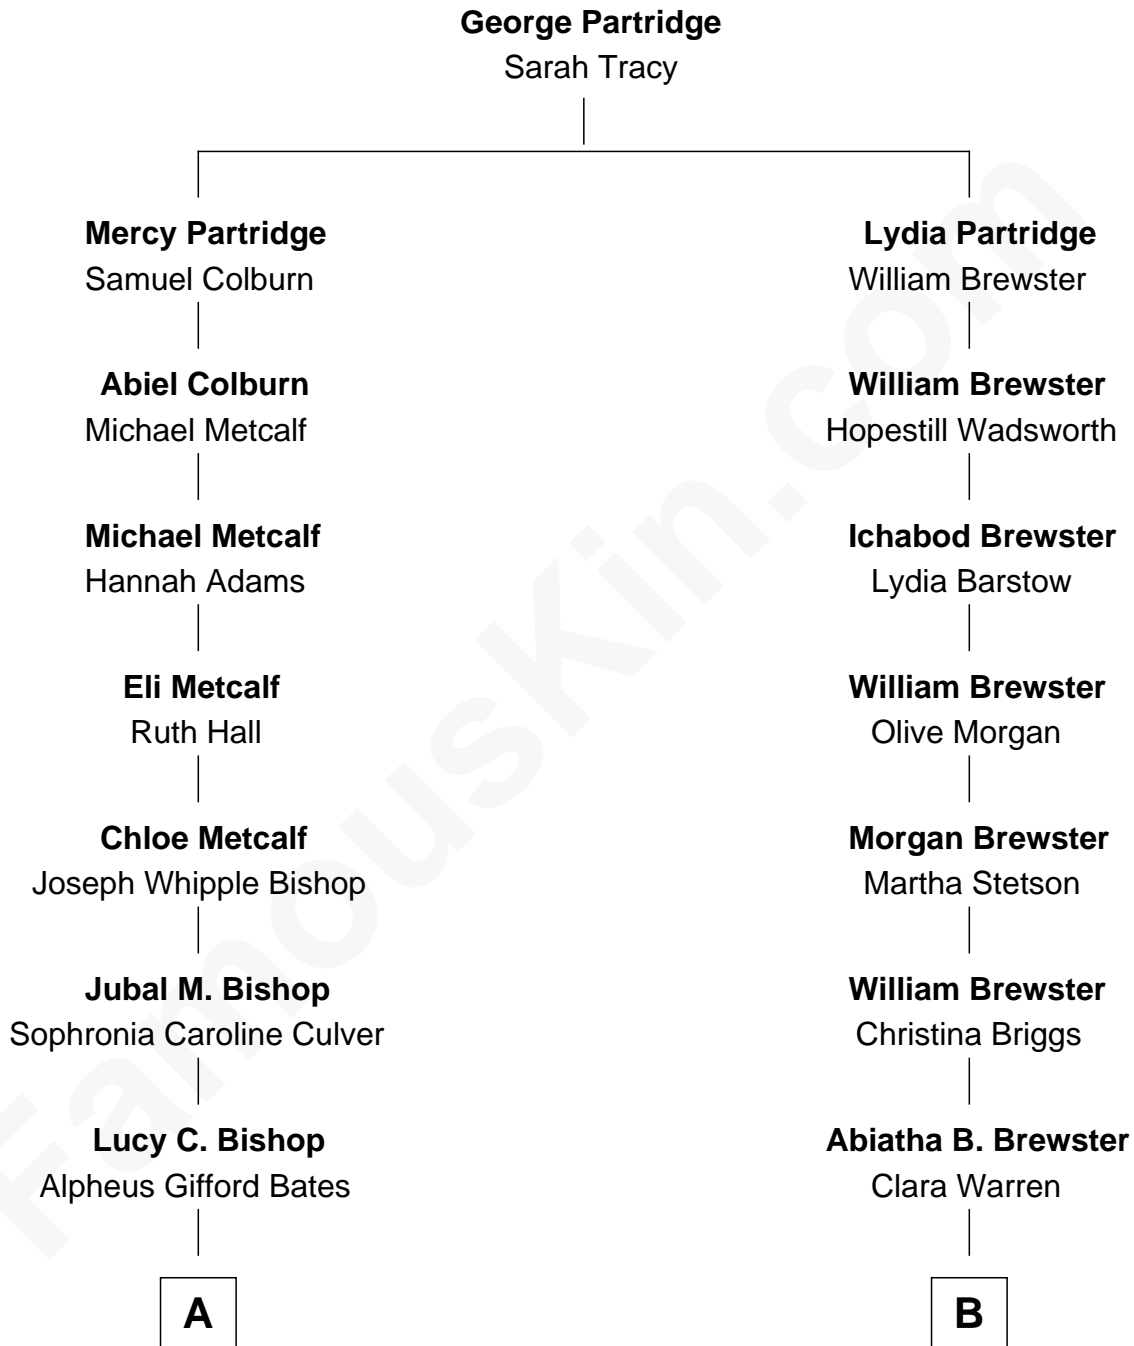 George Partridge
Sarah Tracy
Mercy Partridge
Samuel Colburn
Abiel Colburn
Michael Metcalf
Michael Metcalf
Hannah Adams
Eli Metcalf
Ruth Hall
Chloe Metcalf
Joseph Whipple Bishop
Jubal M. Bishop
Sophronia Caroline Culver
Lucy C. Bishop
Alpheus Gifford Bates
A
Lydia Partridge
William Brewster
William Brewster
Hopestill Wadsworth
Ichabod Brewster
Lydia Barstow
William Brewster
Olive Morgan
Morgan Brewster
Martha Stetson
William Brewster
Christina Briggs
Abiatha B. Brewster
Clara Warren
B
FamousKin.com